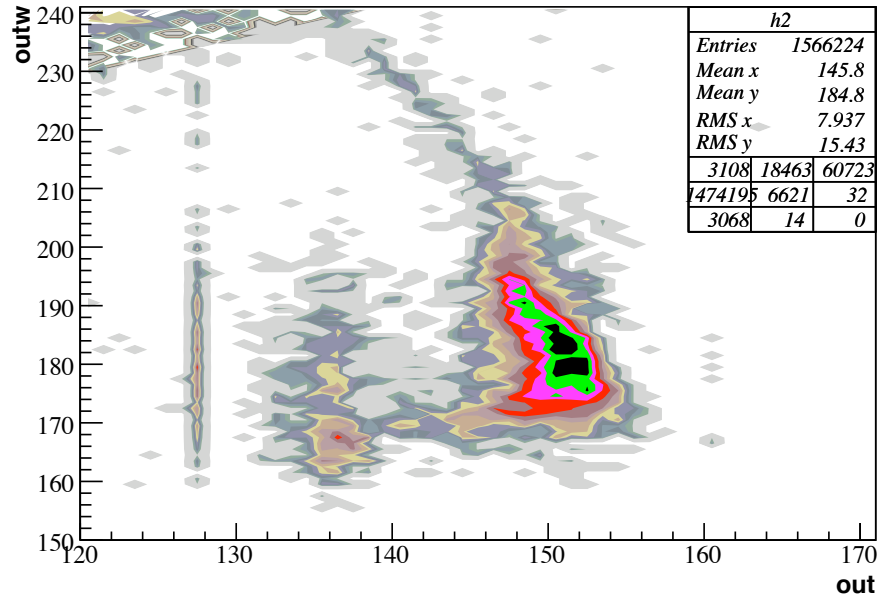 outw
240
230
220
210
200
190
180
170
160
150
120 130 140 150 160 170
out
h2
Entries 1566224
Mean x 145.8
Mean y 184.8
RMS x 7.937
RMS y 15.43
3108 18463 60723
1474195 6621 32
3068 14 0